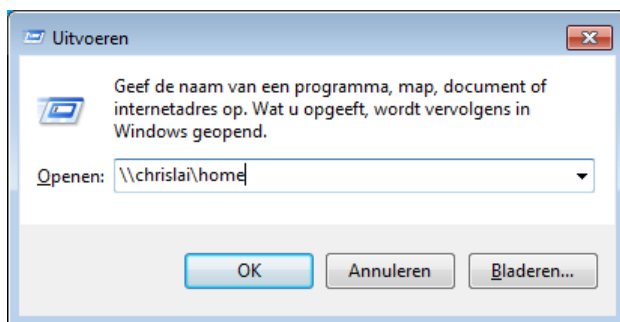 Uitvoeren
Geef de naam van een programma, map, document of
internetadres op. Wat u opgeeft, wordt vervolgens in
Windows geopend.
Openen: \\chrislai\home
OK Annuleren Bladeren...